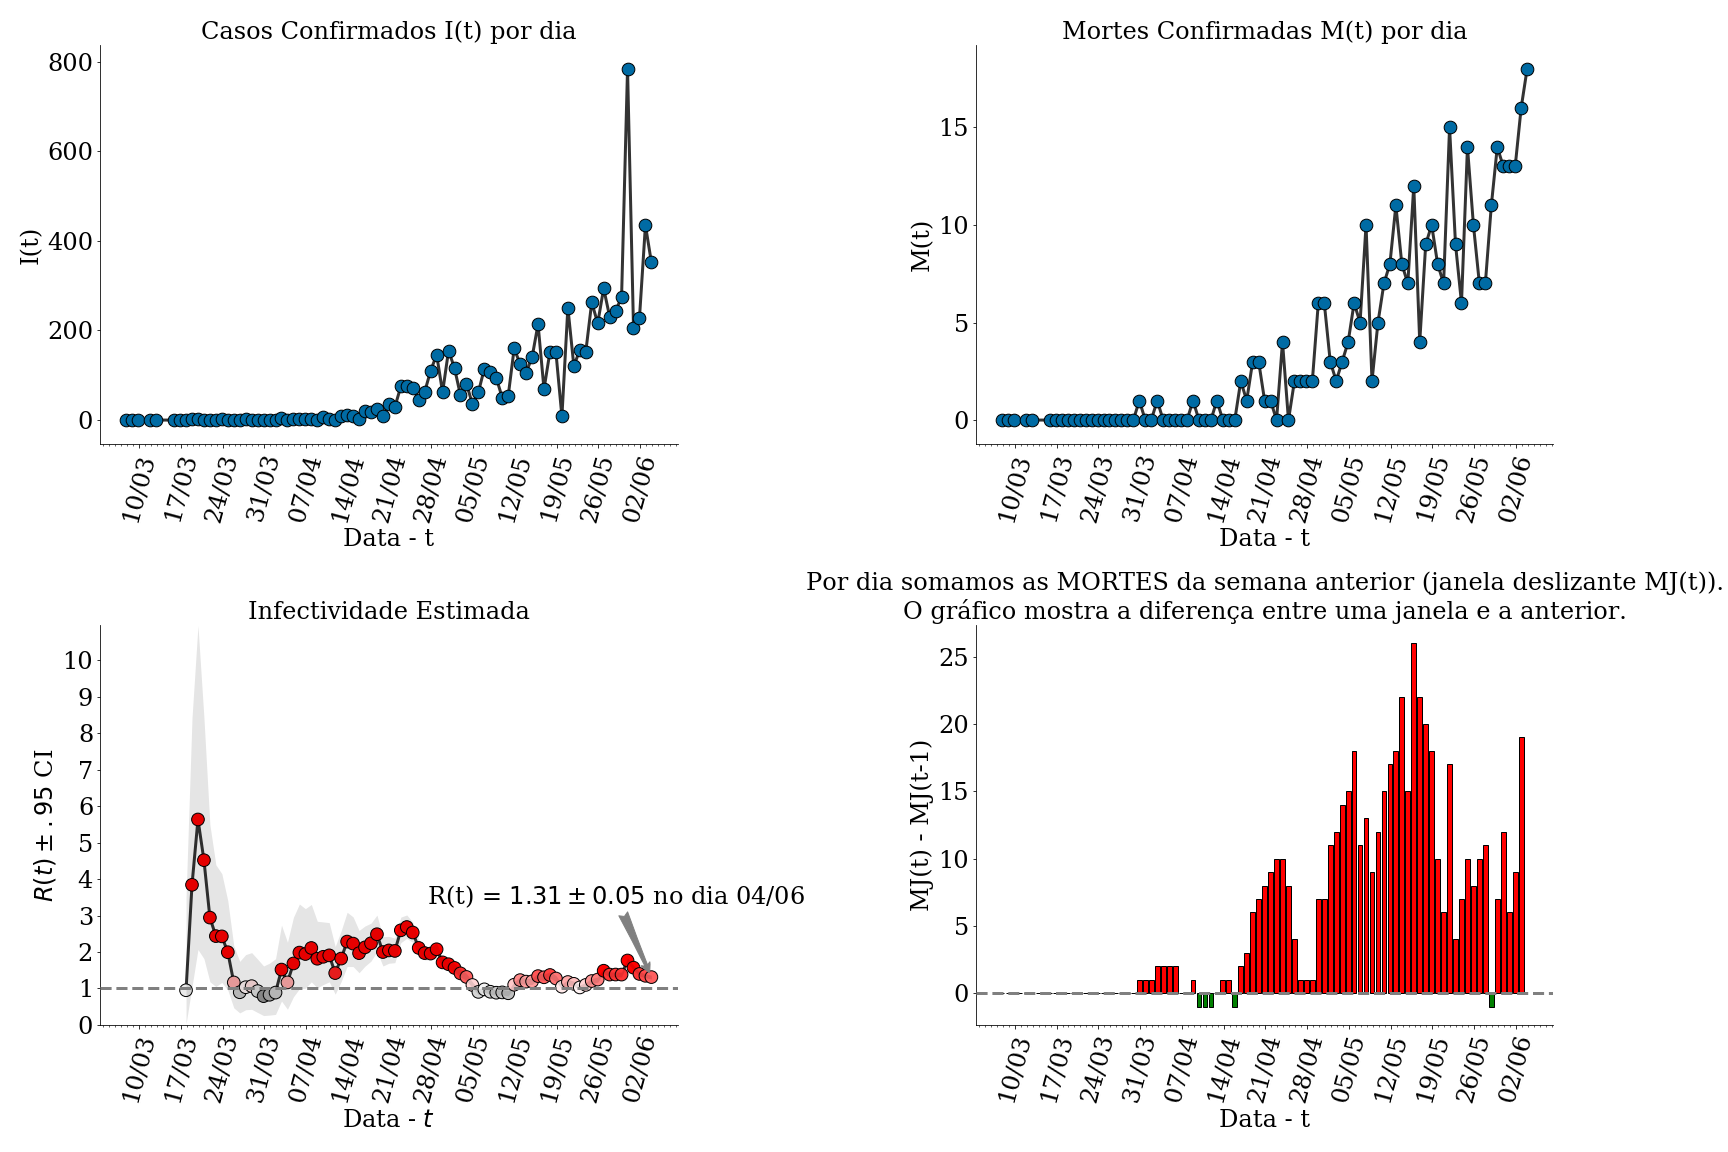 Casos Confirmados I(t) por dia
I(t)
800
600
400
200
0
10/03 17/03 24/03 31/03 07/04 14/04 21/04 28/04 05/05 12/05 19/05 26/05 02/06
Data - t
Mortes Confirmadas M(t) por dia
M(t)
15
10
5
0
10/03 17/03 24/03 31/03 07/04 14/04 21/04 28/04 05/05 12/05 19/05 26/05 02/06
Data - t
Infectividade Estimada
R(t) ± .95 CI
10
9
8
7
6
5
4
3
2
1
0
R(t) = 1.31 ± 0.05 no dia 04/06
10/03 17/03 24/03 31/03 07/04 14/04 21/04 28/04 05/05 12/05 19/05 26/05 02/06
Data - t
Por dia somamos as MORTES da semana anterior (janela deslizante MJ(t)).
O gráfico mostra a diferença entre uma janela e a anterior.
MJ(t) - MJ(t-1)
25
20
15
10
5
0
10/03 17/03 24/03 31/03 07/04 14/04 21/04 28/04 05/05 12/05 19/05 26/05 02/06
Data - t